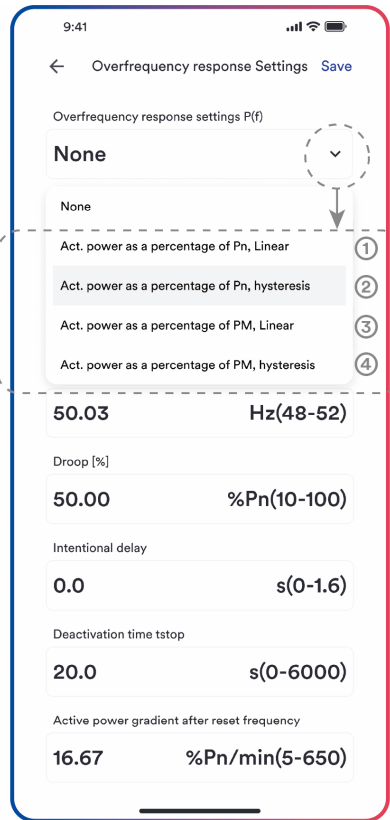 9:41
Overfrequency response Settings Save
Overfrequency response settings P(f)
None
None
Act. power as a percentage of Pn, Linear ①
Act. power as a percentage of Pn, hysteresis ②
Act. power as a percentage of PM, Linear ③
Act. power as a percentage of PM, hysteresis ④
50.03 Hz(48-52)
Droop [%]
50.00 %Pn(10-100)
Intentional delay
0.0 s(0-1.6)
Deactivation time tstop
20.0 s(0-6000)
Active power gradient after reset frequency
16.67 %Pn/min(5-650)